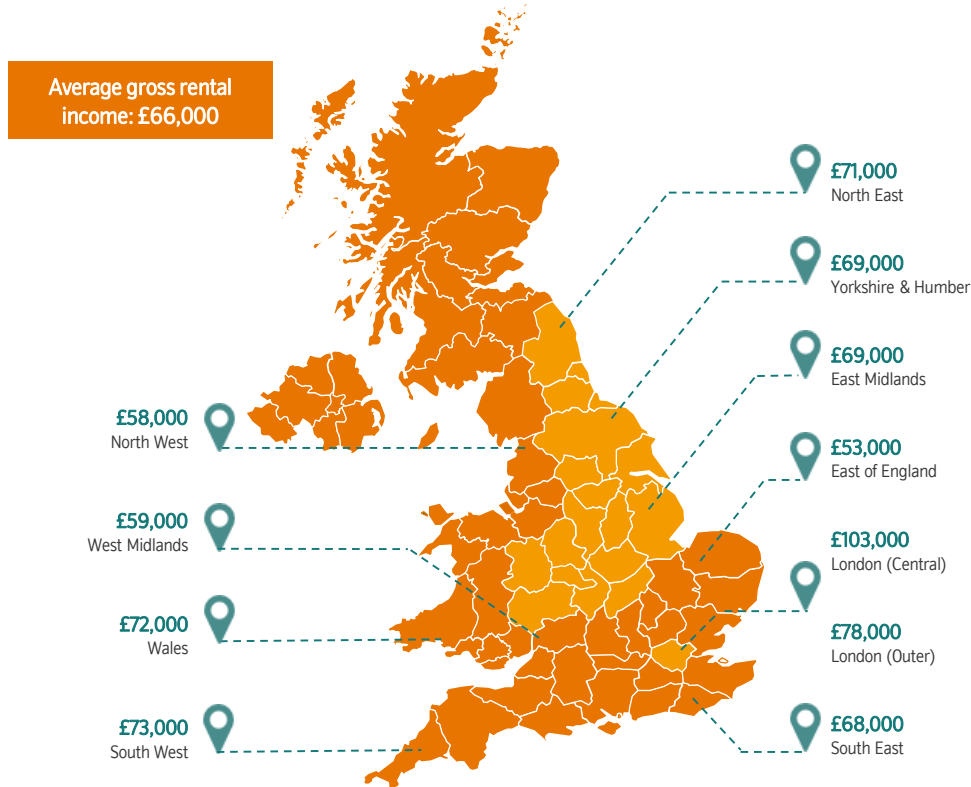 Average gross rental
income: £66,000
£71,000
North East
£69,000
Yorkshire & Humber
£69,000
East Midlands
£58,000
North West
£53,000
East of England
£59,000
West Midlands
£103,000
London (Central)
£72,000
Wales
£78,000
London (Outer)
£73,000
South West
£68,000
South East